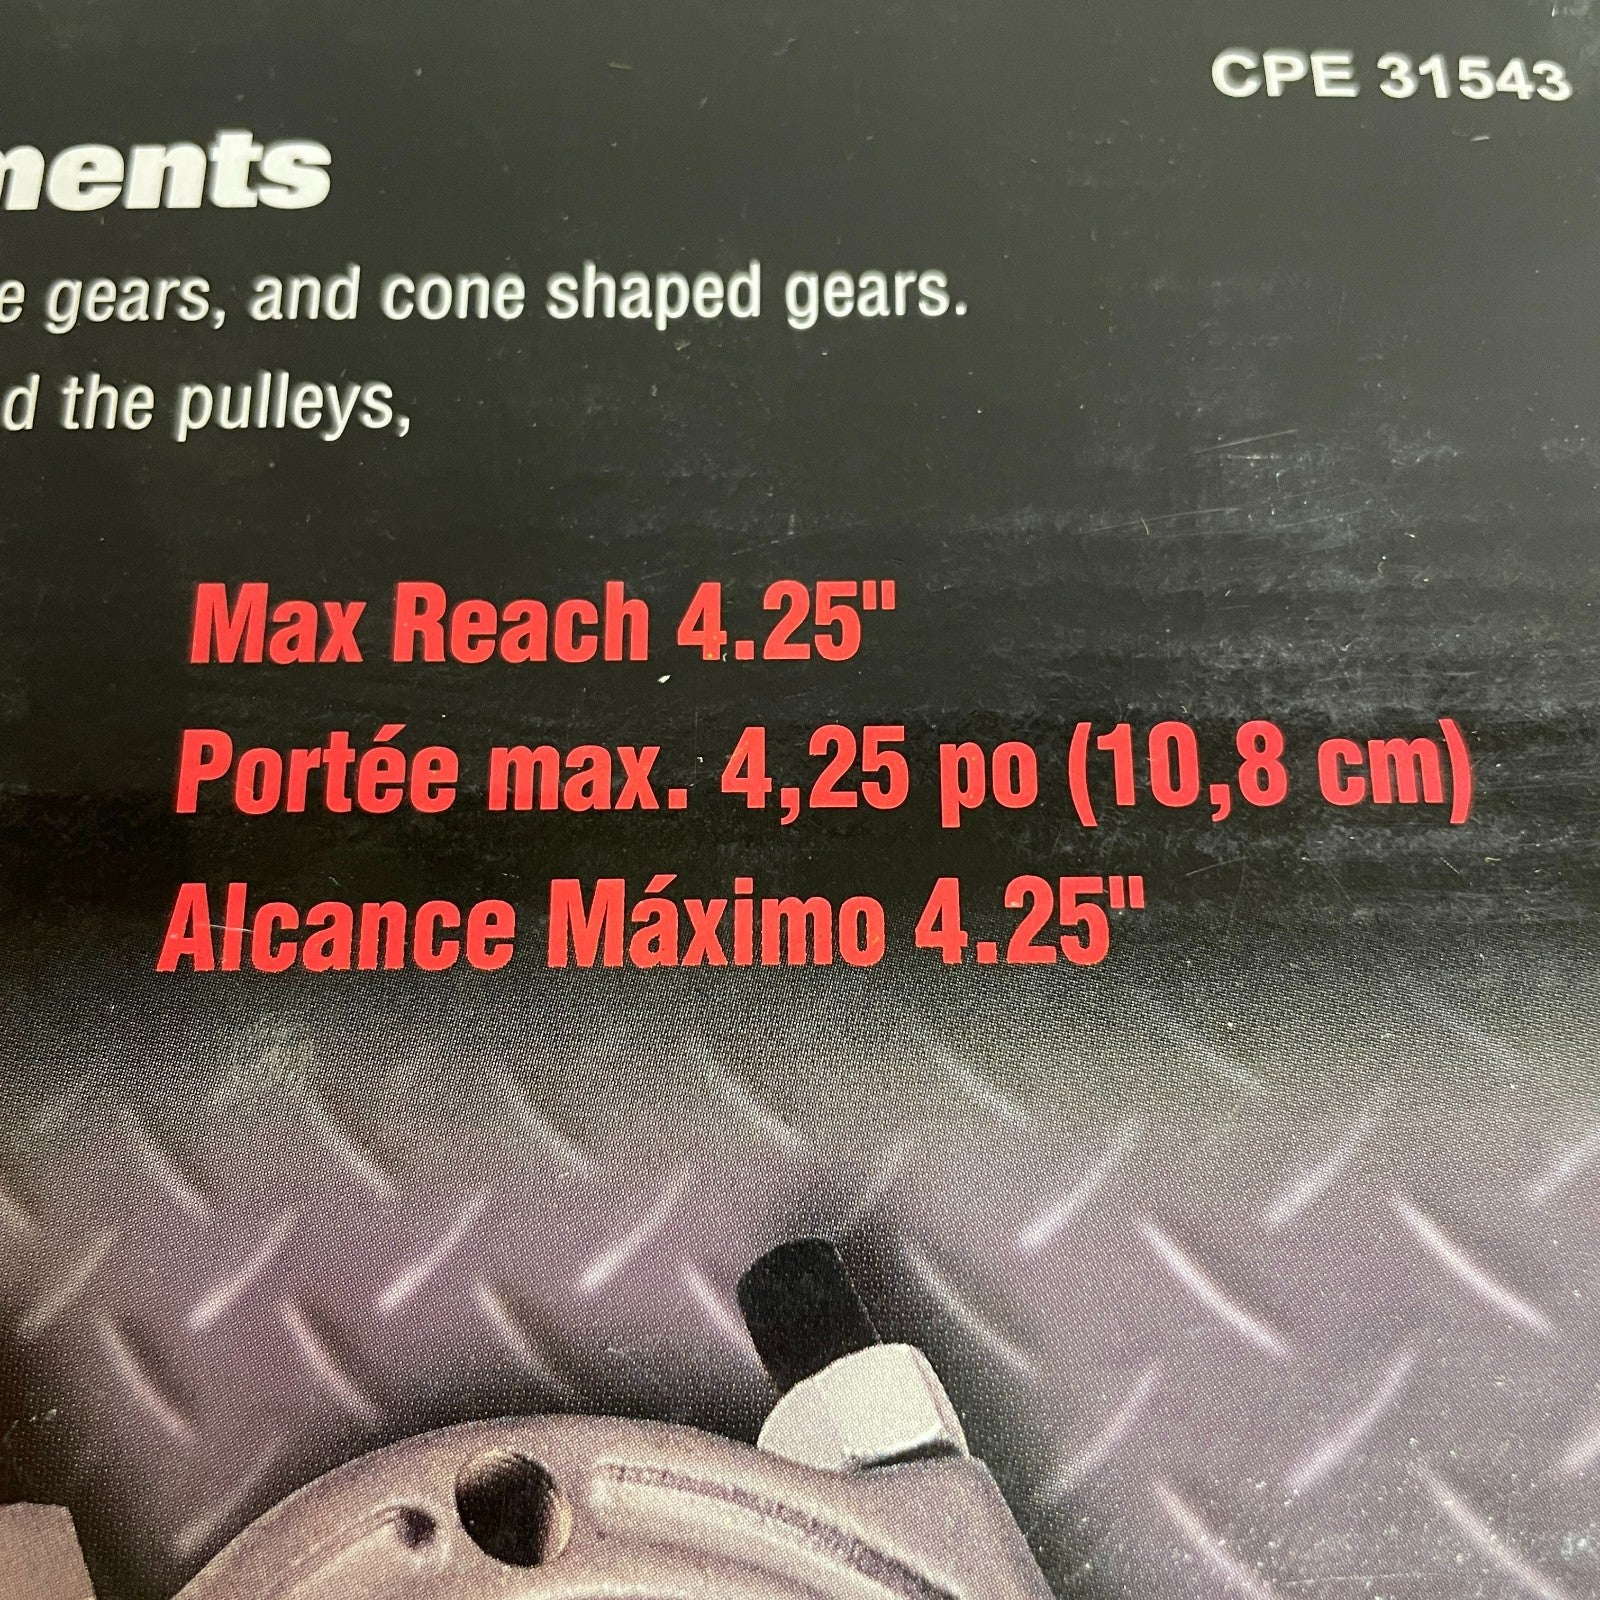 CPE 31543
gears, and cone shaped gears.
the pulleys,
Max Reach 4.25"
Portée max. 4,25 po (10,8 cm)
Alcance Máximo 4.25"